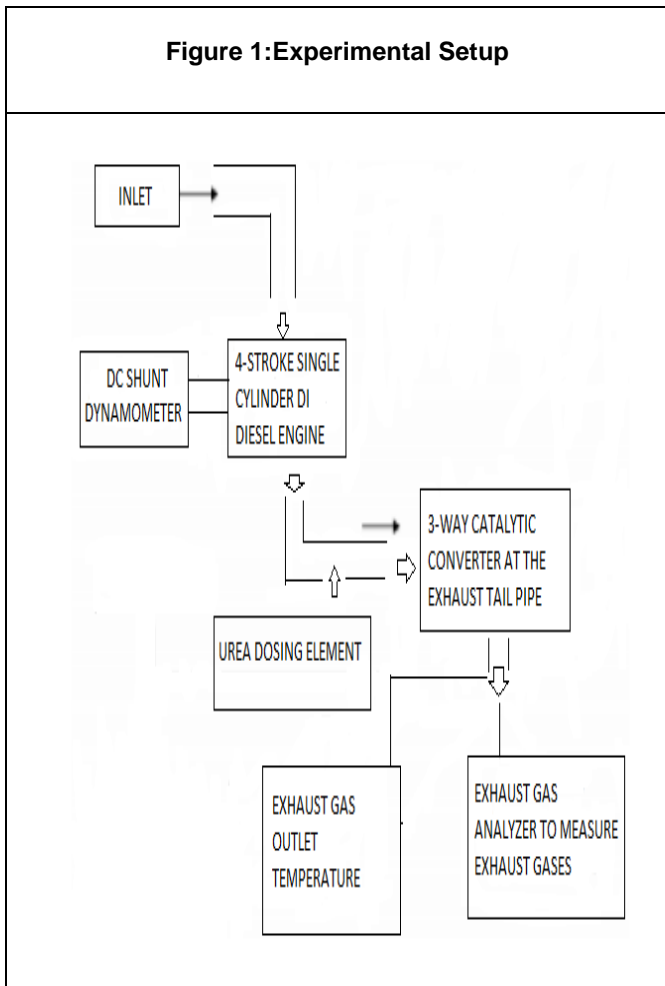 Figure 1:Experimental Setup
INLET
DC SHUNT
DYNAMOMETER
4-STROKE SINGLE
CYLINDER DI
DIESEL ENGINE
3-WAY CATALYTIC
CONVERTER AT THE
EXHAUST TAIL PIPE
UREA DOSING ELEMENT
EXHAUST GAS
OUTLET
TEMPERATURE
EXHAUST GAS
ANALYZER TO MEASURE
EXHAUST GASES